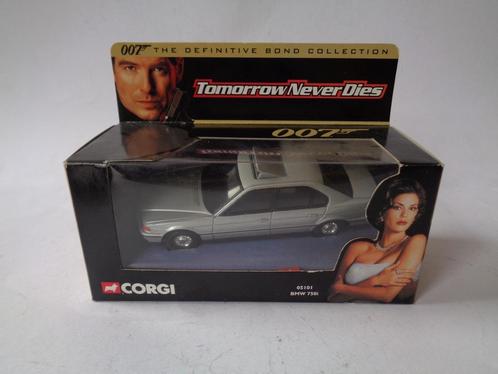 007 THE DEFINITIVE BOND COLLECTION
Tomorrow Never Dies
007
CORGI
05101
BMW 750i